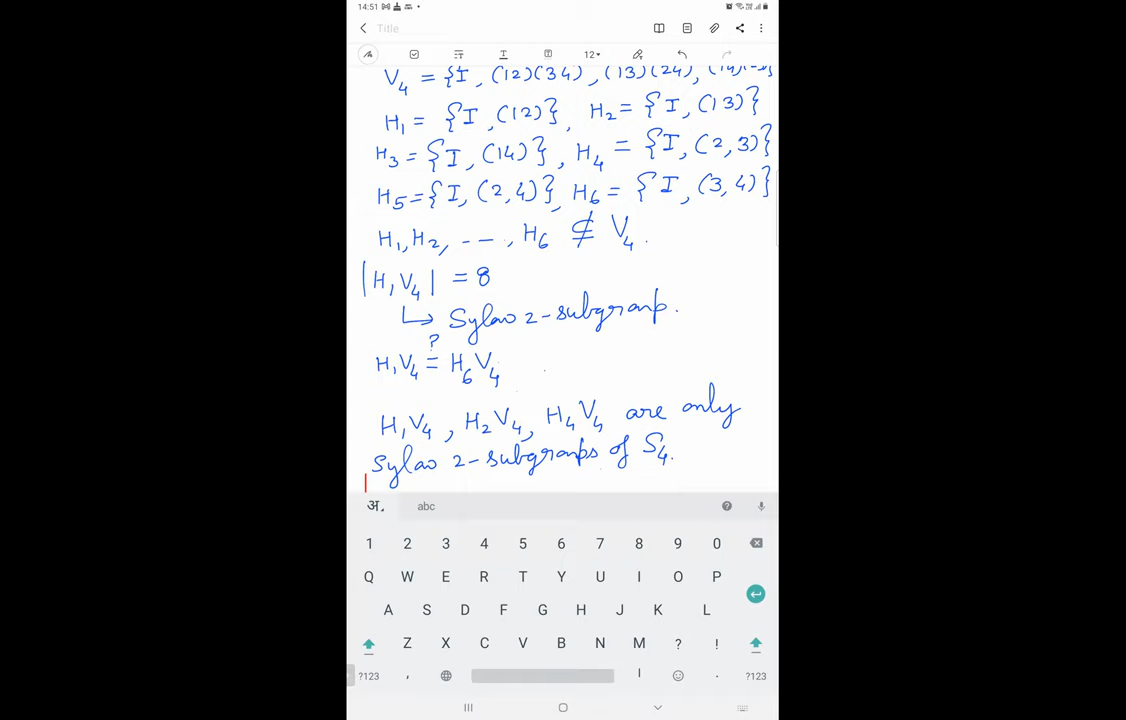 14:51
Title
12
V₄ = {I, (12)(34), (13)(24),
H₁ = {I, (12)}, H₂ = {I, (13)}
H₃ = {I, (14)}, H₄ = {I, (2,3)}
H₅ = {I, (2,4)}, H₆ = {I, (3,4)}
H₁, H₂, - - -, H₆ ⊈ V₄.
|H₁V₄| = 8
↳ Sylow 2-subgroup.
?
H₁V₄ = H₆V₄
H₁V₄, H₂V₄, H₄V₄ are only
Sylow 2-subgroups of S₄.
अ. abc ?
1 2 3 4 5 6 7 8 9 0
Q W E R T Y U I O P
A S D F G H J K L
Z X C V B N M ? !
?123 , | . ?123